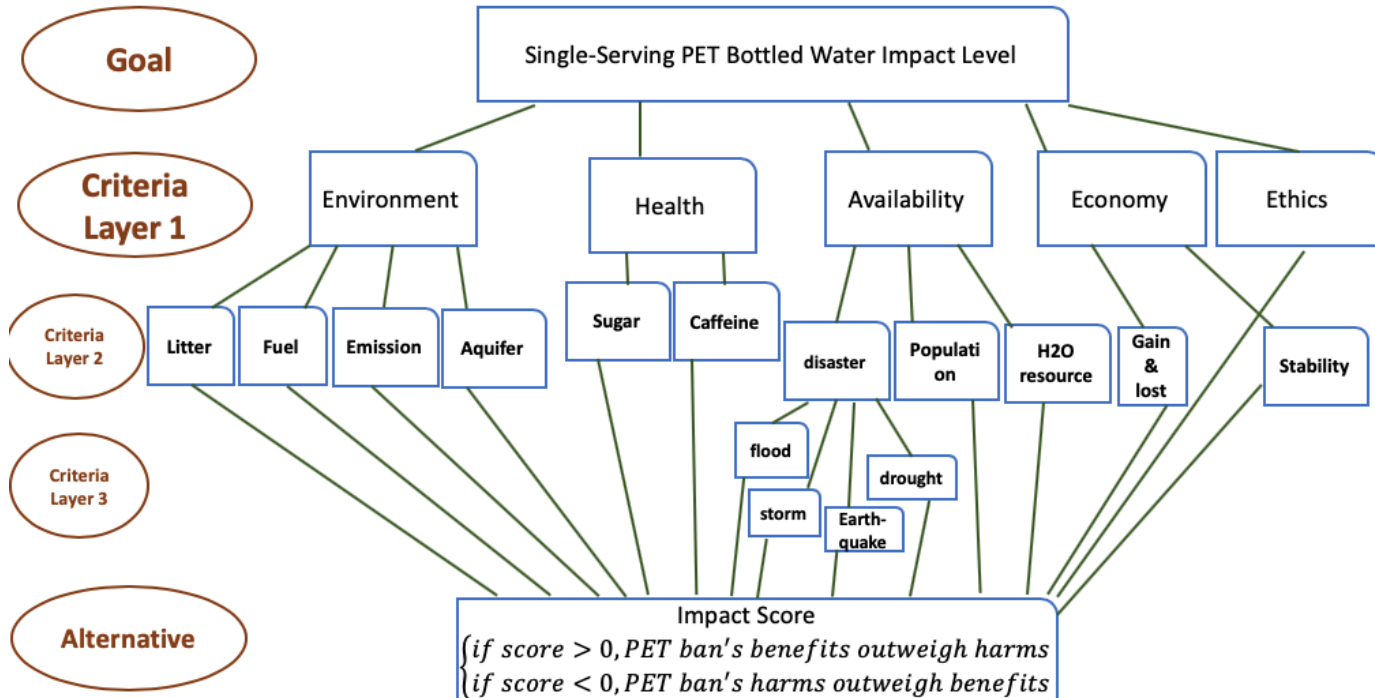 Goal
Single-Serving PET Bottled Water Impact Level
Criteria
Layer 1
Environment
Health
Availability
Economy
Ethics
Criteria
Layer 2
Litter
Fuel
Emission
Aquifer
Sugar
Caffeine
disaster
Populati
on
H2O
resource
Gain
&
lost
Stability
Criteria
Layer 3
flood
storm
Earth-
quake
drought
Alternative
Impact Score
{if score > 0, PET ban's benefits outweigh harms
if score < 0, PET ban's harms outweigh benefits